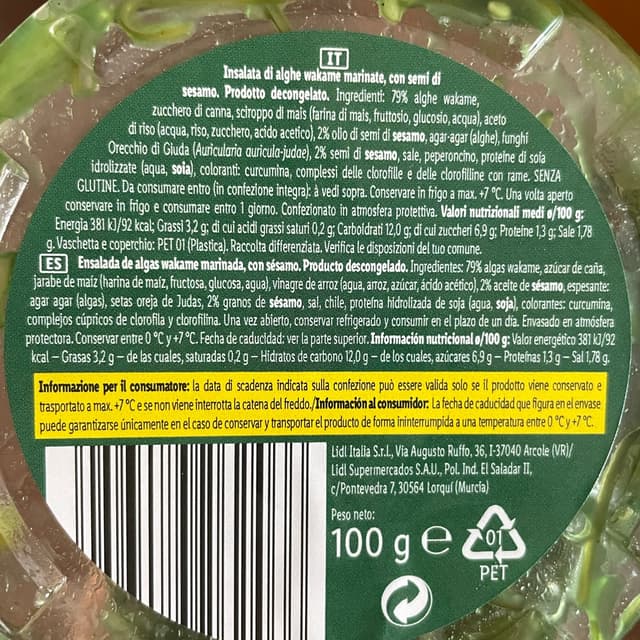 IT
Insalata di alghe wakame marinate, con semi di
sesamo. Prodotto decongelato. Ingredienti: 79% alghe wakame,
zucchero di canna, sciroppo di mais (farina di mais, fruttosio, glucosio, acqua), aceto
di riso (acqua, riso, zucchero, acido acetico), 2% olio di semi di sesamo, agar-agar (alghe), funghi
Orecchio di Giuda (Auricularia auricula-judae), 2% semi di sesamo, sale, peperoncino, proteine di soia
idrolizzate (aqua, soia), coloranti: curcumina, complessi delle clorofille e delle clorofilline con rame. SENZA
GLUTINE. Da consumare entro (in confezione integra): à vedi sopra. Conservare in frigo a max. +7 °C. Una volta aperto
conservare in frigo e consumare entro 1 giorno. Confezionato in atmosfera protettiva. Valori nutrizionali medi ø/100 g:
Energia 381 kJ/92 kcal; Grassi 3,2 g; di cui acidi grassi saturi 0,2 g; Carboidrati 12,0 g; di cui zuccheri 6,9 g; Proteine 1,3 g; Sale 1,78
g. Vaschetta e coperchio: PET 01 (Plastica). Raccolta differenziata. Verifica le disposizioni del tuo comune.
ES Ensalada de algas wakame marinada, con sésamo. Producto descongelado. Ingredientes: 79% algas wakame, azúcar de caña,
jarabe de maíz (harina de maíz, fructosa, glucosa, agua), vinagre de arroz (agua, arroz, azúcar, ácido acético), 2% aceite de sésamo, espesante:
agar agar (algas), setas oreja de Judas, 2% granos de sésamo, sal, chile, proteína hidrolizada de soja (agua, soja), colorantes: curcumina,
complejos cúpricos de clorofila y clorofilina. Una vez abierto, conservar refrigerado y consumir en el plazo de un día. Envasado en atmósfera
protectora. Conservar entre 0 °C y +7 °C. Fecha de caducidad: ver la parte superior. Información nutricional ø/100 g: Valor energético 381 kJ/92
kcal – Grasas 3,2 g – de las cuales, saturadas 0,2 g – Hidratos de carbono 12,0 g – de los cuales, azúcares 6,9 g – Proteínas 1,3 g – Sal 1,78 g.
Informazione per il consumatore: la data di scadenza indicata sulla confezione può essere valida solo se il prodotto viene conservato e
trasportato a max. +7 °C e se non viene interrotta la catena del freddo./Información al consumidor: La fecha de caducidad que figura en el envase
puede garantizarse únicamente en el caso de conservar y transportar el producto de forma ininterrumpida a una temperatura entre 0 °C y +7 °C.
Lidl Italia S.r.l., Via Augusto Ruffo, 36, I-37040 Arcole (VR)/
Lidl Supermercados S.A.U., Pol. Ind. El Saladar II,
c/Pontevedra 7, 30564 Lorquí (Murcia)
Peso neto:
100 g e
01
PET